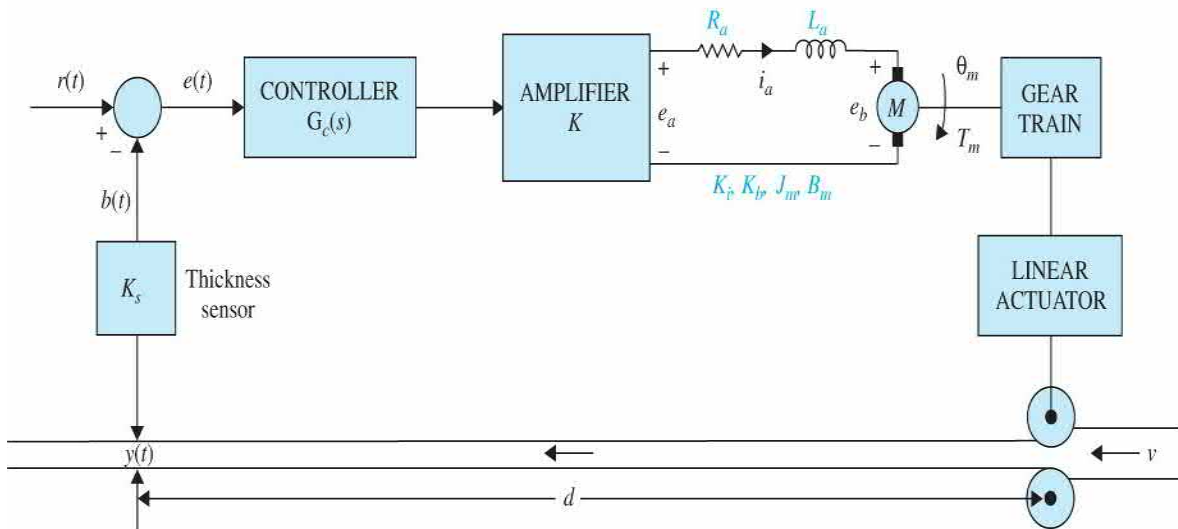 r(t)
+
−
e(t)
CONTROLLER
G_c(s)
AMPLIFIER
K
+
e_a
−
R_a
i_a
L_a
+
e_b
−
M
θ_m
T_m
GEAR
TRAIN
K_i, K_b, J_m, B_m
b(t)
K_s
Thickness
sensor
LINEAR
ACTUATOR
y(t)
v
d